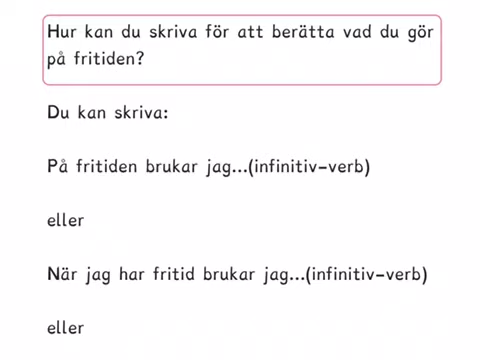 Hur kan du skriva för att berätta vad du gör
på fritiden?
Du kan skriva:
På fritiden brukar jag...(infinitiv-verb)
eller
När jag har fritid brukar jag...(infinitiv-verb)
eller